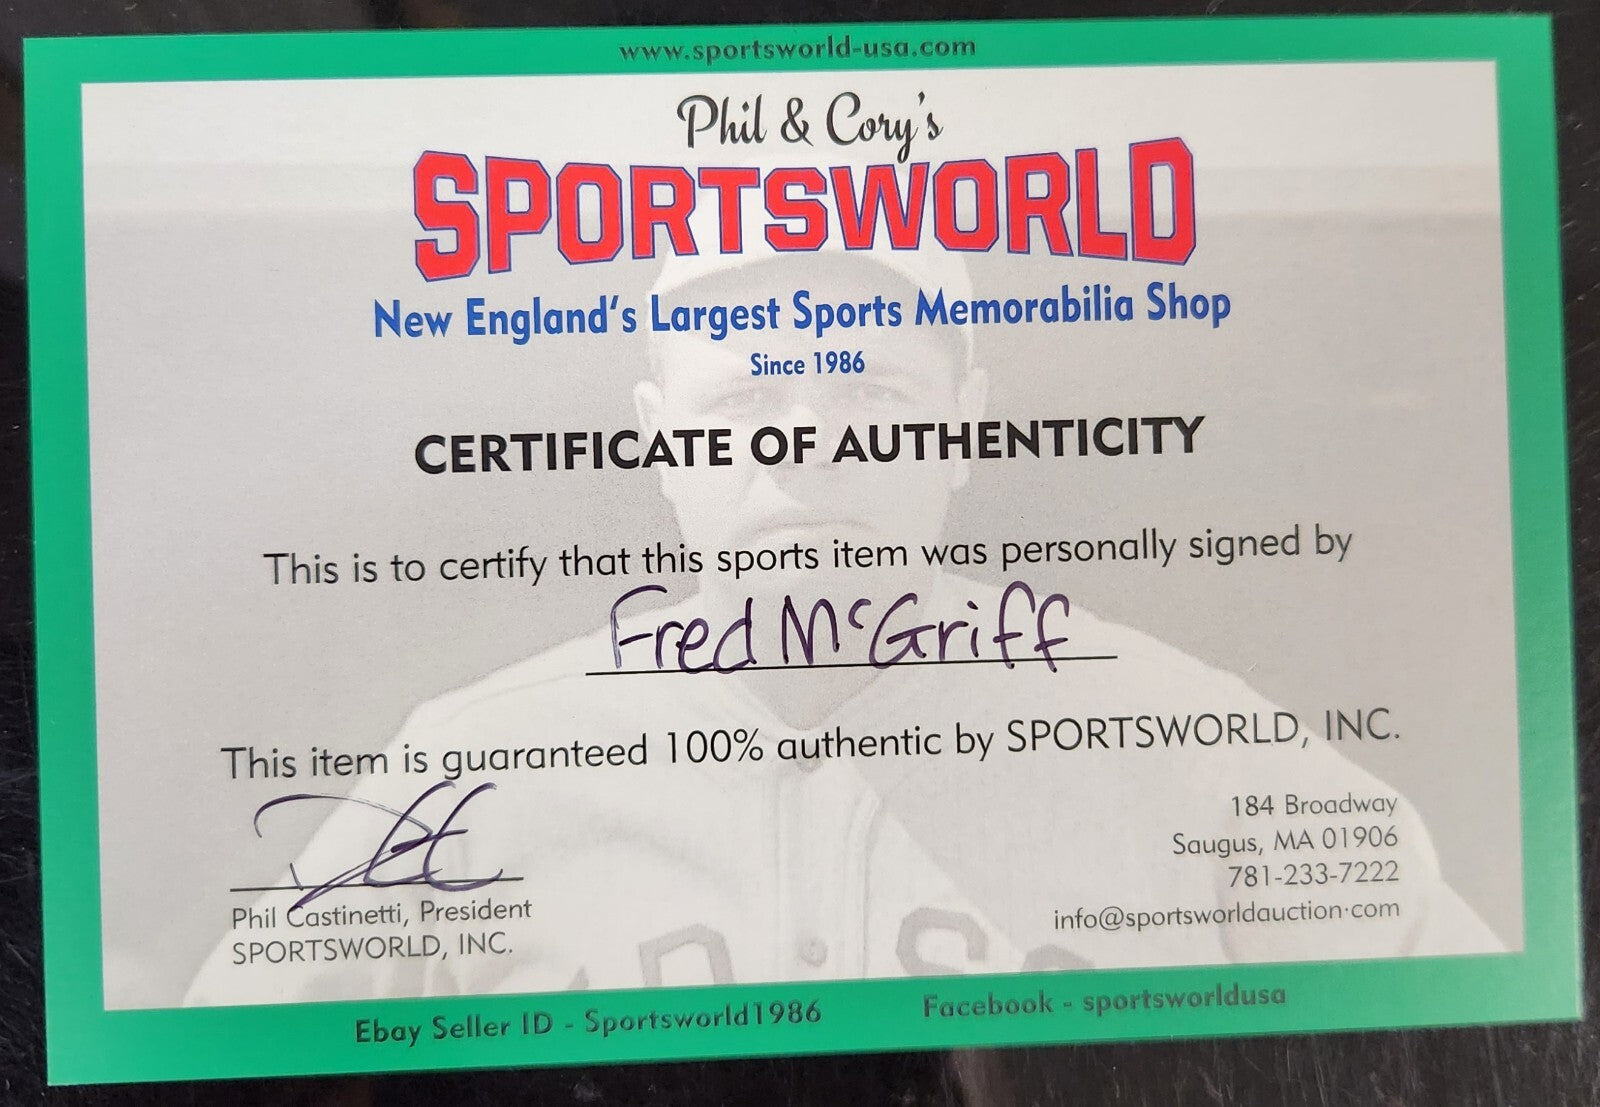 www.sportsworld-usa.com
Phil & Cory's
SPORTSWORLD
New England's Largest Sports Memorabilia Shop
Since 1986
CERTIFICATE OF AUTHENTICITY
This is to certify that this sports item was personally signed by
Fred McGriff
This item is guaranteed 100% authentic by SPORTSWORLD, INC.
Phil Castinetti, President
SPORTSWORLD, INC.
184 Broadway
Saugus, MA 01906
781-233-7222
info@sportsworldauction.com
Ebay Seller ID - Sportsworld1986
Facebook - sportsworldusa